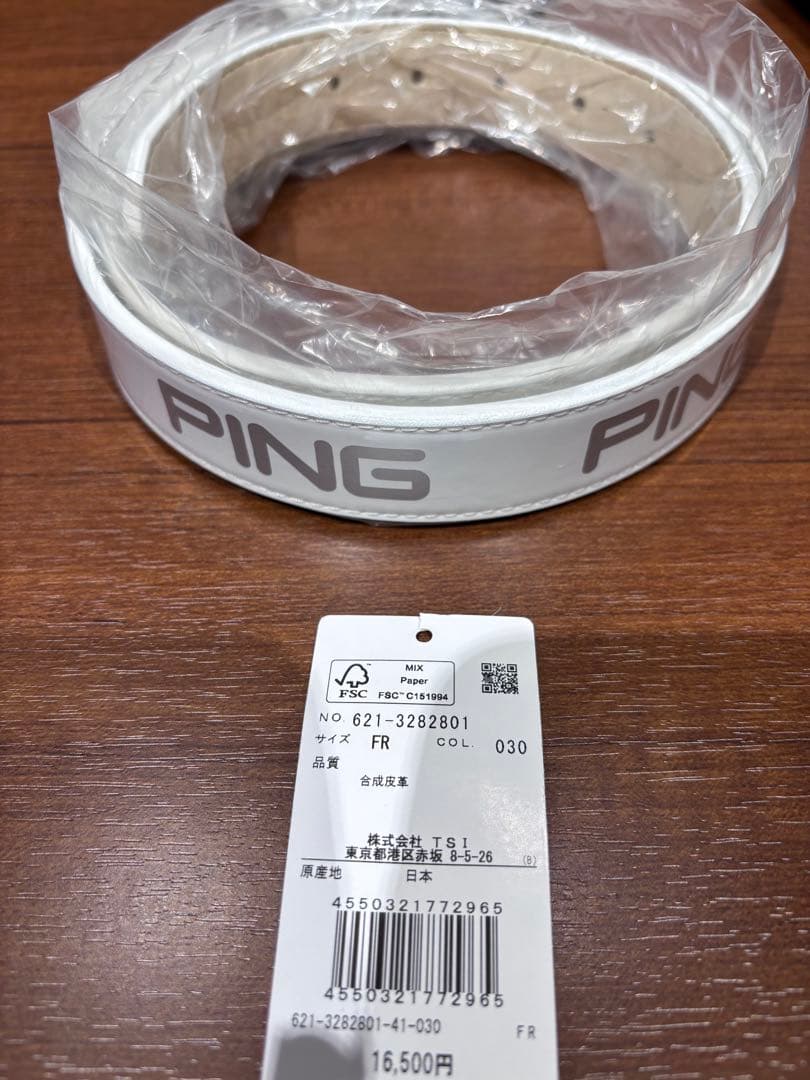 PING
PING
MIX
Paper
FSC™ C151994
FSC
NO. 621-3282801
サイズ FR COL. 030
品質
合成皮革
株式会社 TSI
東京都港区赤坂 8-5-26 (B)
原産地 日本
4550321772965
4550321772965
621-3282801-41-030 FR
16,500円